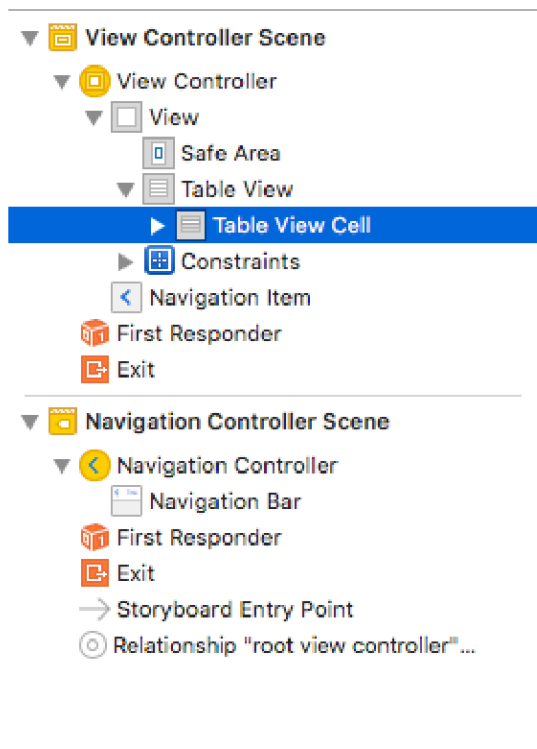 View Controller Scene
View Controller
View
Safe Area
Table View
Table View Cell
Constraints
Navigation Item
First Responder
Exit
Navigation Controller Scene
Navigation Controller
Navigation Bar
First Responder
Exit
Storyboard Entry Point
Relationship "root view controller"...